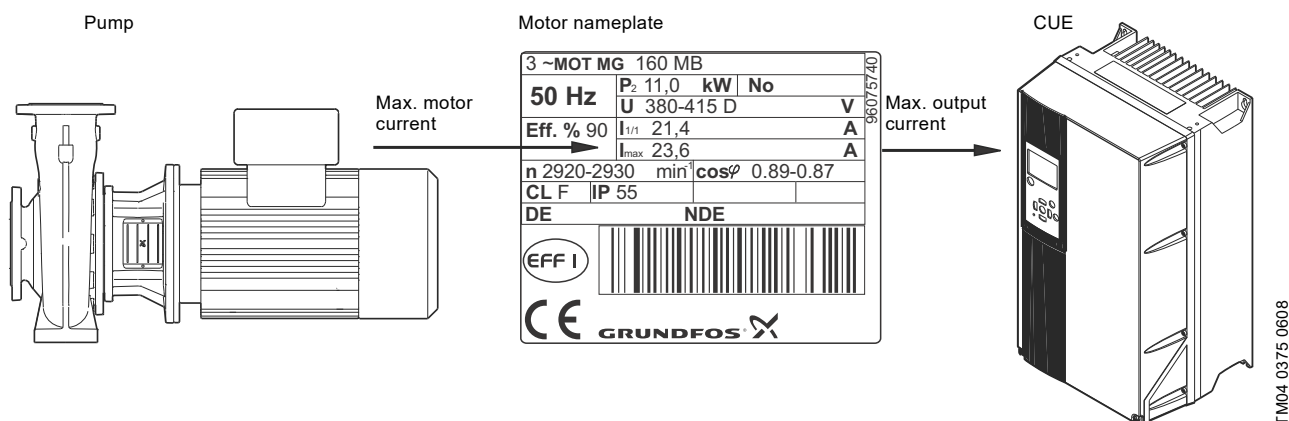 Pump
Motor nameplate
CUE
Max. motor
current
3 ~MOT MG 160 MB
50 Hz
P2 11,0 kW No
U 380-415 D V
Eff. % 90
I1/1 21,4 A
Imax 23,6 A
n 2920-2930 min-1 cosφ 0.89-0.87
CL F IP 55
DE NDE
EFF I
CE GRUNDFOS
96075740
Max. output
current
TM04 0375 0608